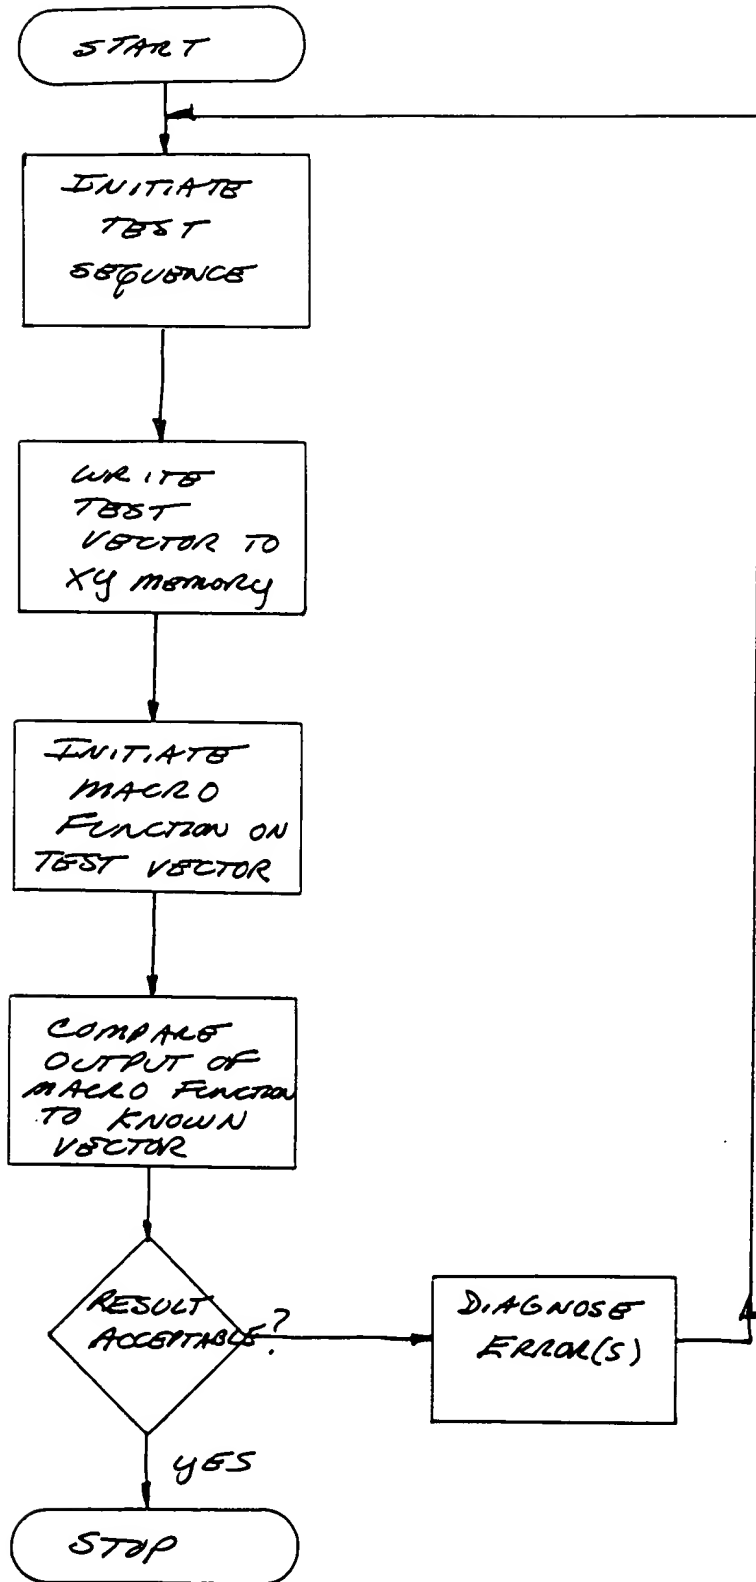 START
INITIATE
TEST
SEQUENCE
WRITE
TEST
VECTOR TO
XY MEMORY
INITIATE
MACRO
FUNCTION ON
TEST VECTOR
COMPARE
OUTPUT OF
MACRO FUNCTION
TO KNOWN
VECTOR
RESULT
ACCEPTABLE?
DIAGNOSE
ERROR(S)
YES
STOP